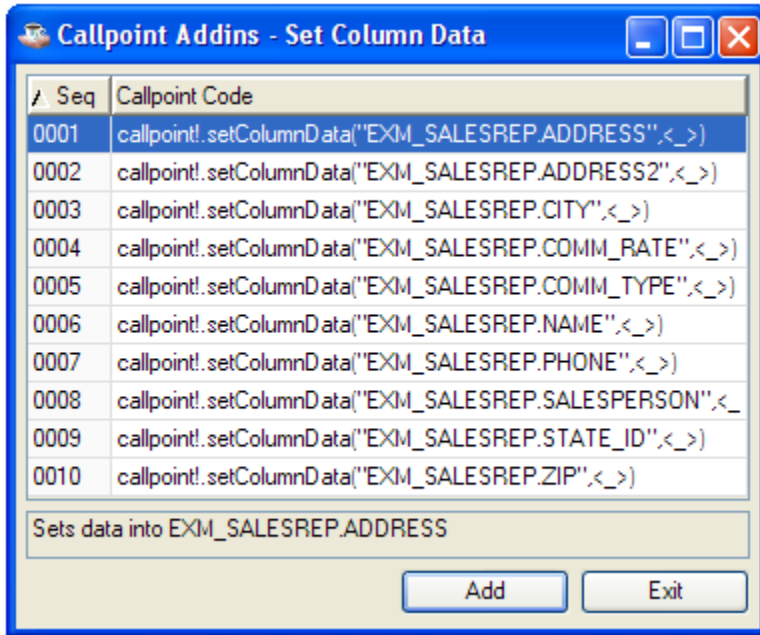 Callpoint Addins - Set Column Data
Seq Callpoint Code
0001 callpoint!.setColumnData("EXM_SALESREP.ADDRESS",<_>)
0002 callpoint!.setColumnData("EXM_SALESREP.ADDRESS2",<_>)
0003 callpoint!.setColumnData("EXM_SALESREP.CITY",<_>)
0004 callpoint!.setColumnData("EXM_SALESREP.COMM_RATE",<_>)
0005 callpoint!.setColumnData("EXM_SALESREP.COMM_TYPE",<_>)
0006 callpoint!.setColumnData("EXM_SALESREP.NAME",<_>)
0007 callpoint!.setColumnData("EXM_SALESREP.PHONE",<_>)
0008 callpoint!.setColumnData("EXM_SALESREP.SALESPERSON",<_
0009 callpoint!.setColumnData("EXM_SALESREP.STATE_ID",<_>)
0010 callpoint!.setColumnData("EXM_SALESREP.ZIP",<_>)
Sets data into EXM_SALESREP.ADDRESS
Add Exit